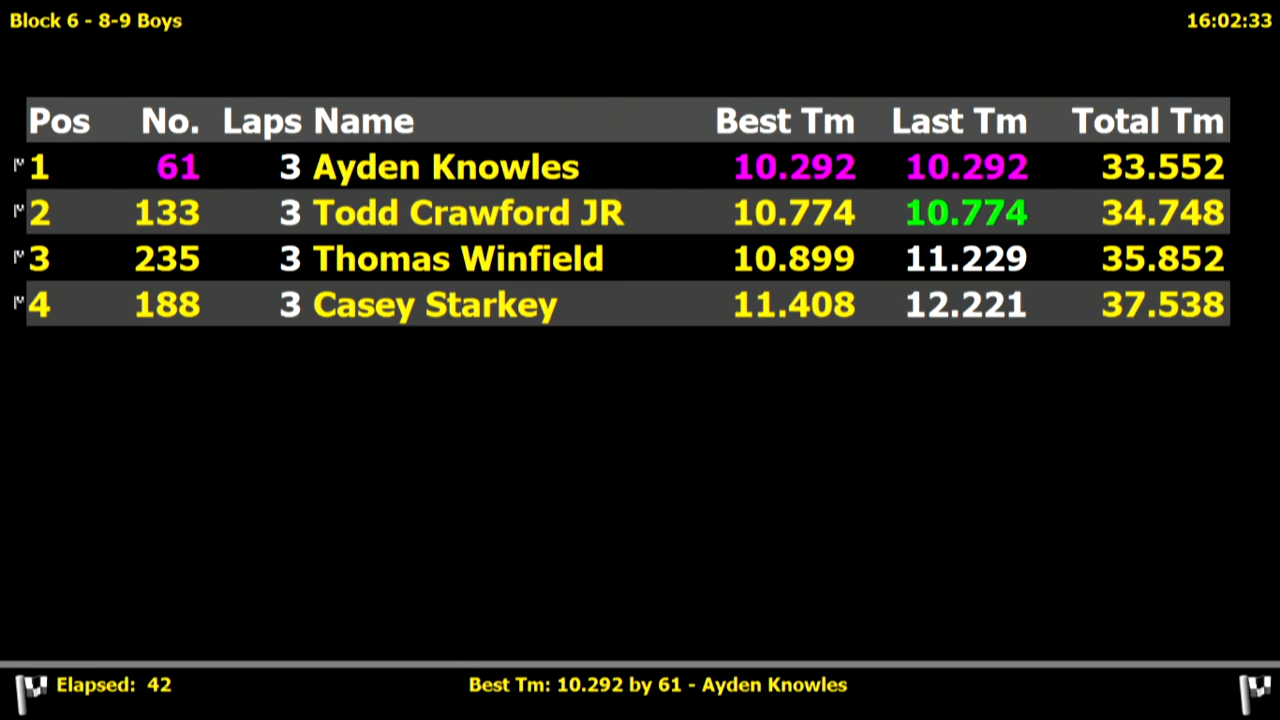 Block 6 - 8-9 Boys 16:02:33
Pos No. Laps Name Best Tm Last Tm Total Tm
1 61 3 Ayden Knowles 10.292 10.292 33.552
2 133 3 Todd Crawford JR 10.774 10.774 34.748
3 235 3 Thomas Winfield 10.899 11.229 35.852
4 188 3 Casey Starkey 11.408 12.221 37.538
Elapsed: 42 Best Tm: 10.292 by 61 - Ayden Knowles